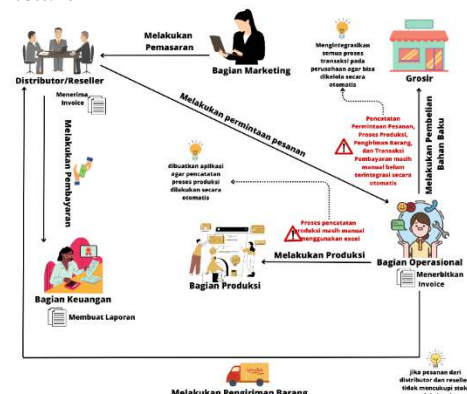 Melakukan
Pemasaran
Distributor/Reseller
Bagian Marketing
Mengintegrasikan
semua proses
transaksi pada
perusahaan agar bisa
dikelola secara
otomatis
Grosir
Menerima
Invoice
Melakukan permintaan pesanan
Pencatatan
Permintaan Pesanan,
Proses Produksi,
Pengiriman Barang,
dan Transaksi
Pembayaran masih
manual belum
terintegrasi secara
otomatis
Melakukan Pembelian
Bahan Baku
Melakukan Pembayaran
dibuatkan aplikasi
agar pencatatan
proses produksi
dilakukan secara
otomatis
Proses pencatatan
produksi masih manual
menggunakan excel
Melakukan Produksi
Bagian Operasional
Menerbitkan
Invoice
Bagian Produksi
Bagian Keuangan
Membuat Laporan
Melakukan Pengiriman Barang
jika pesanan dari
distributor dan reseller
tidak mencukupi stok